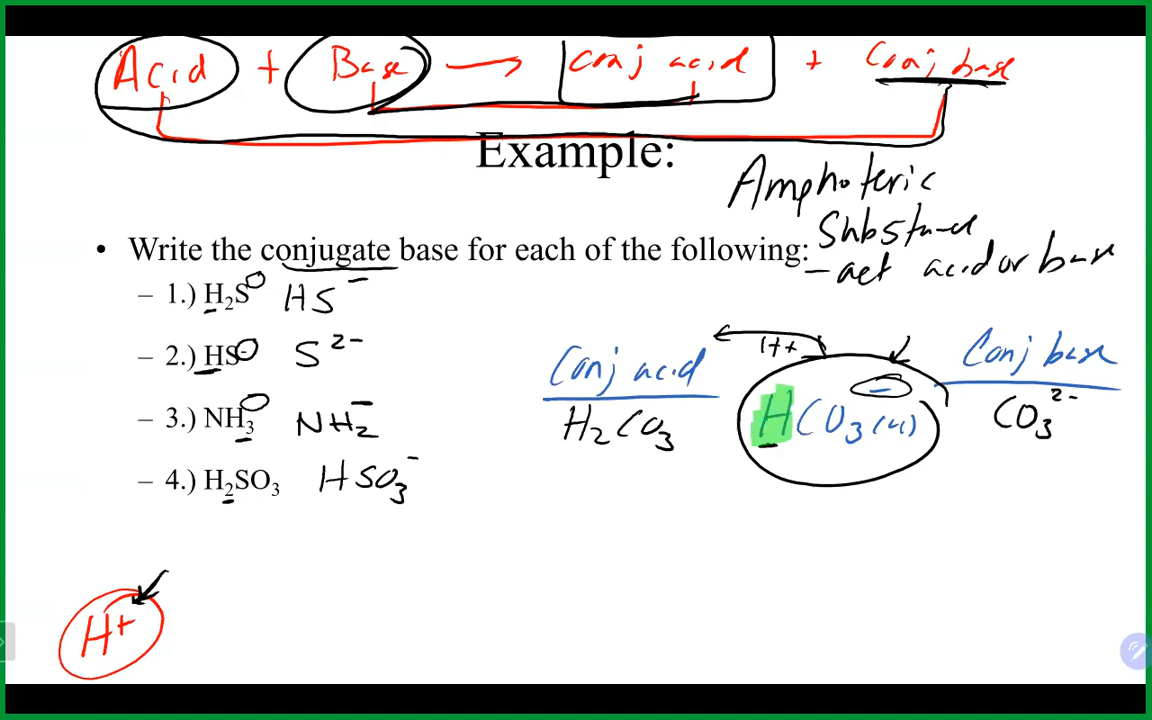 Acid + Base → Conj acid + Conj base
Example:
Amphoteric
Substance
- act acid or base
• Write the conjugate base for each of the following:
– 1.) H₂S HS⁻
– 2.) HS⁻ S²⁻
– 3.) NH₃ NH₂⁻
– 4.) H₂SO₃ HSO₃⁻
Conj acid
H₂CO₃
H+
HCO₃⁻
Conj base
CO₃²⁻
H+